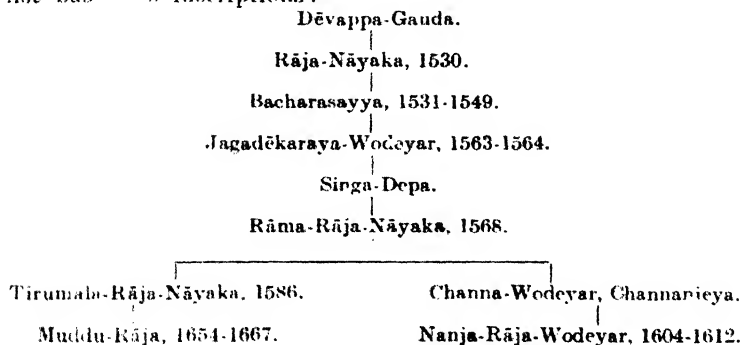 Dēvappa-Gauda.
Rāja-Nāyaka, 1530.
Bacharasayya, 1531-1549.
Jagadēkaraya-Wodeyar, 1563-1564.
Singa-Depa.
Rāma-Rāja-Nāyaka, 1568.
Tirumala-Rāja-Nāyaka, 1586. Channa-Wodeyar, Channanjeya.
Muddu-Rāja, 1654-1667. Nanja-Rāja-Wodeyar, 1604-1612.